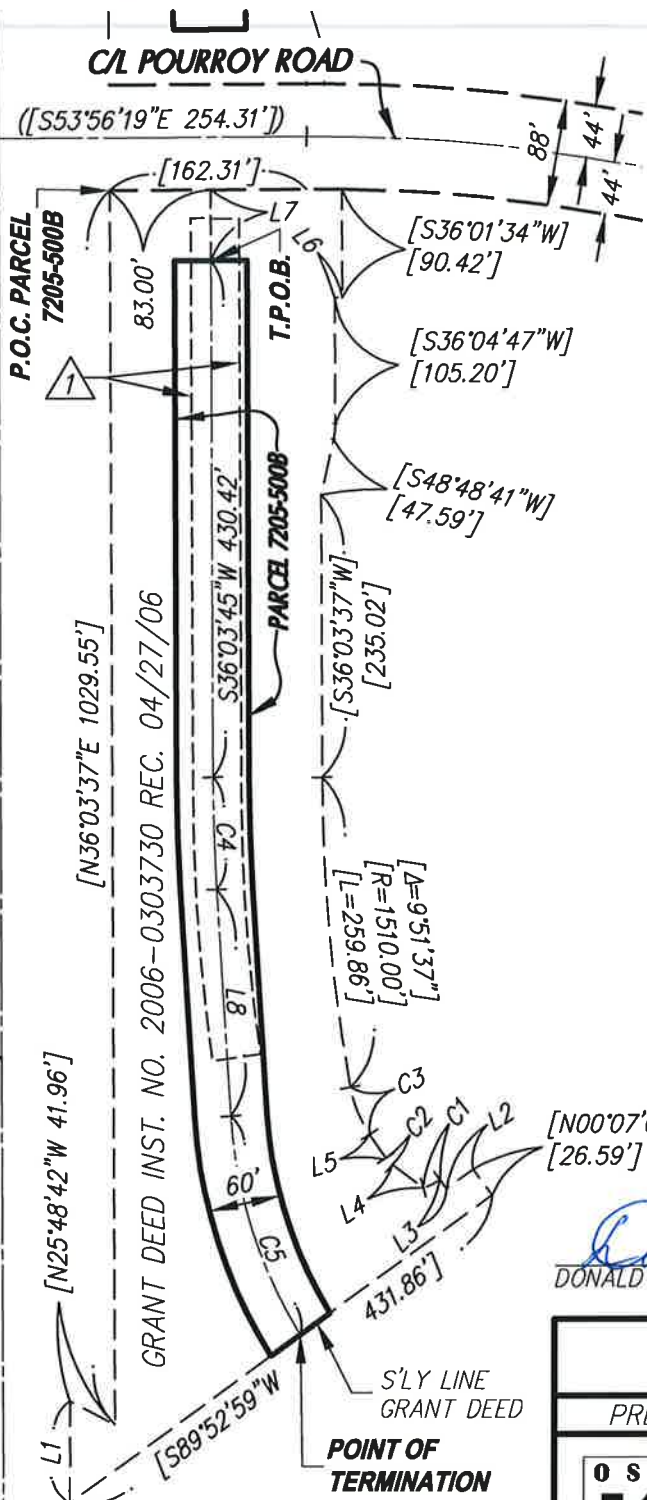 C/L POURROY ROAD
([S53°56'19"E 254.31'])
88'
44'
44'
[162.31']
L7
L6
P.O.C. PARCEL
7205-500B
83.00'
T.P.O.B.
[S36°01'34"W]
[90.42']
1
[S36°04'47"W]
[105.20']
PARCEL 7205-500B
[S48°48'41"W]
[47.59']
S36°03'45"W 430.42'
[S36°03'37"W]
[235.02']
[N36°03'37"E 1029.55']
GRANT DEED INST. NO. 2006-0303730 REC. 04/27/06
C4
[Δ=9°51'37"]
[R=1510.00']
[L=259.86']
L8
C3
C2
C1
L2
L5
L4
L3
[N00°07'
[26.59']
[N25°48'42"W 41.96']
60'
C5
431.86']
DONALD
S'LY LINE
GRANT DEED
[S89°52'59"W
L1
POINT OF
TERMINATION
PRE
O S